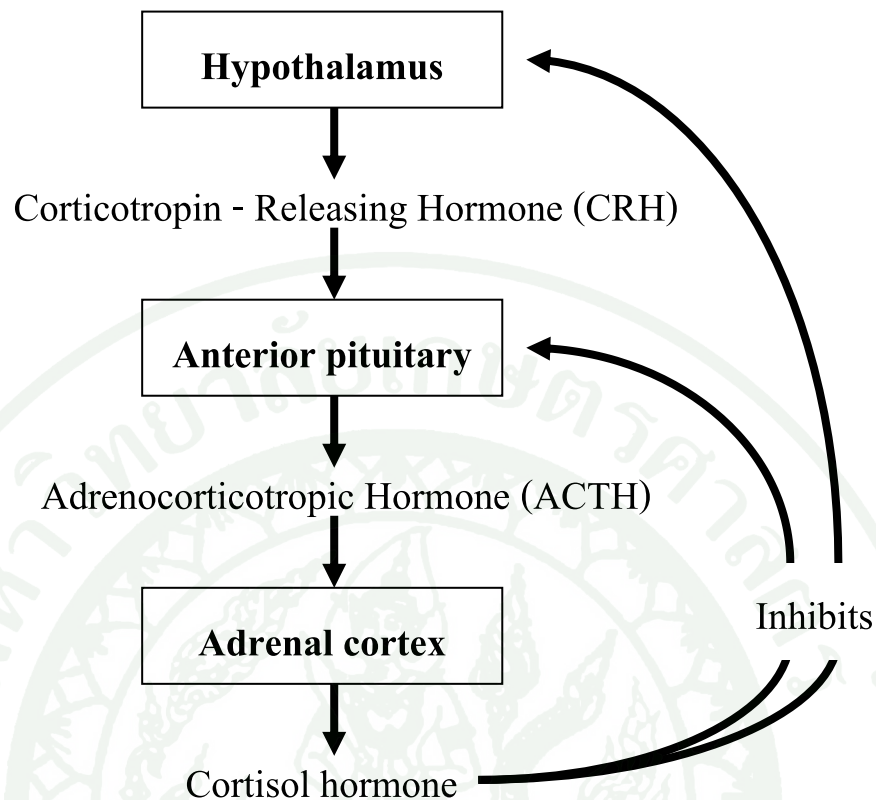 Hypothalamus
Corticotropin - Releasing Hormone (CRH)
Anterior pituitary
Adrenocorticotropic Hormone (ACTH)
Adrenal cortex
Inhibits
Cortisol hormone